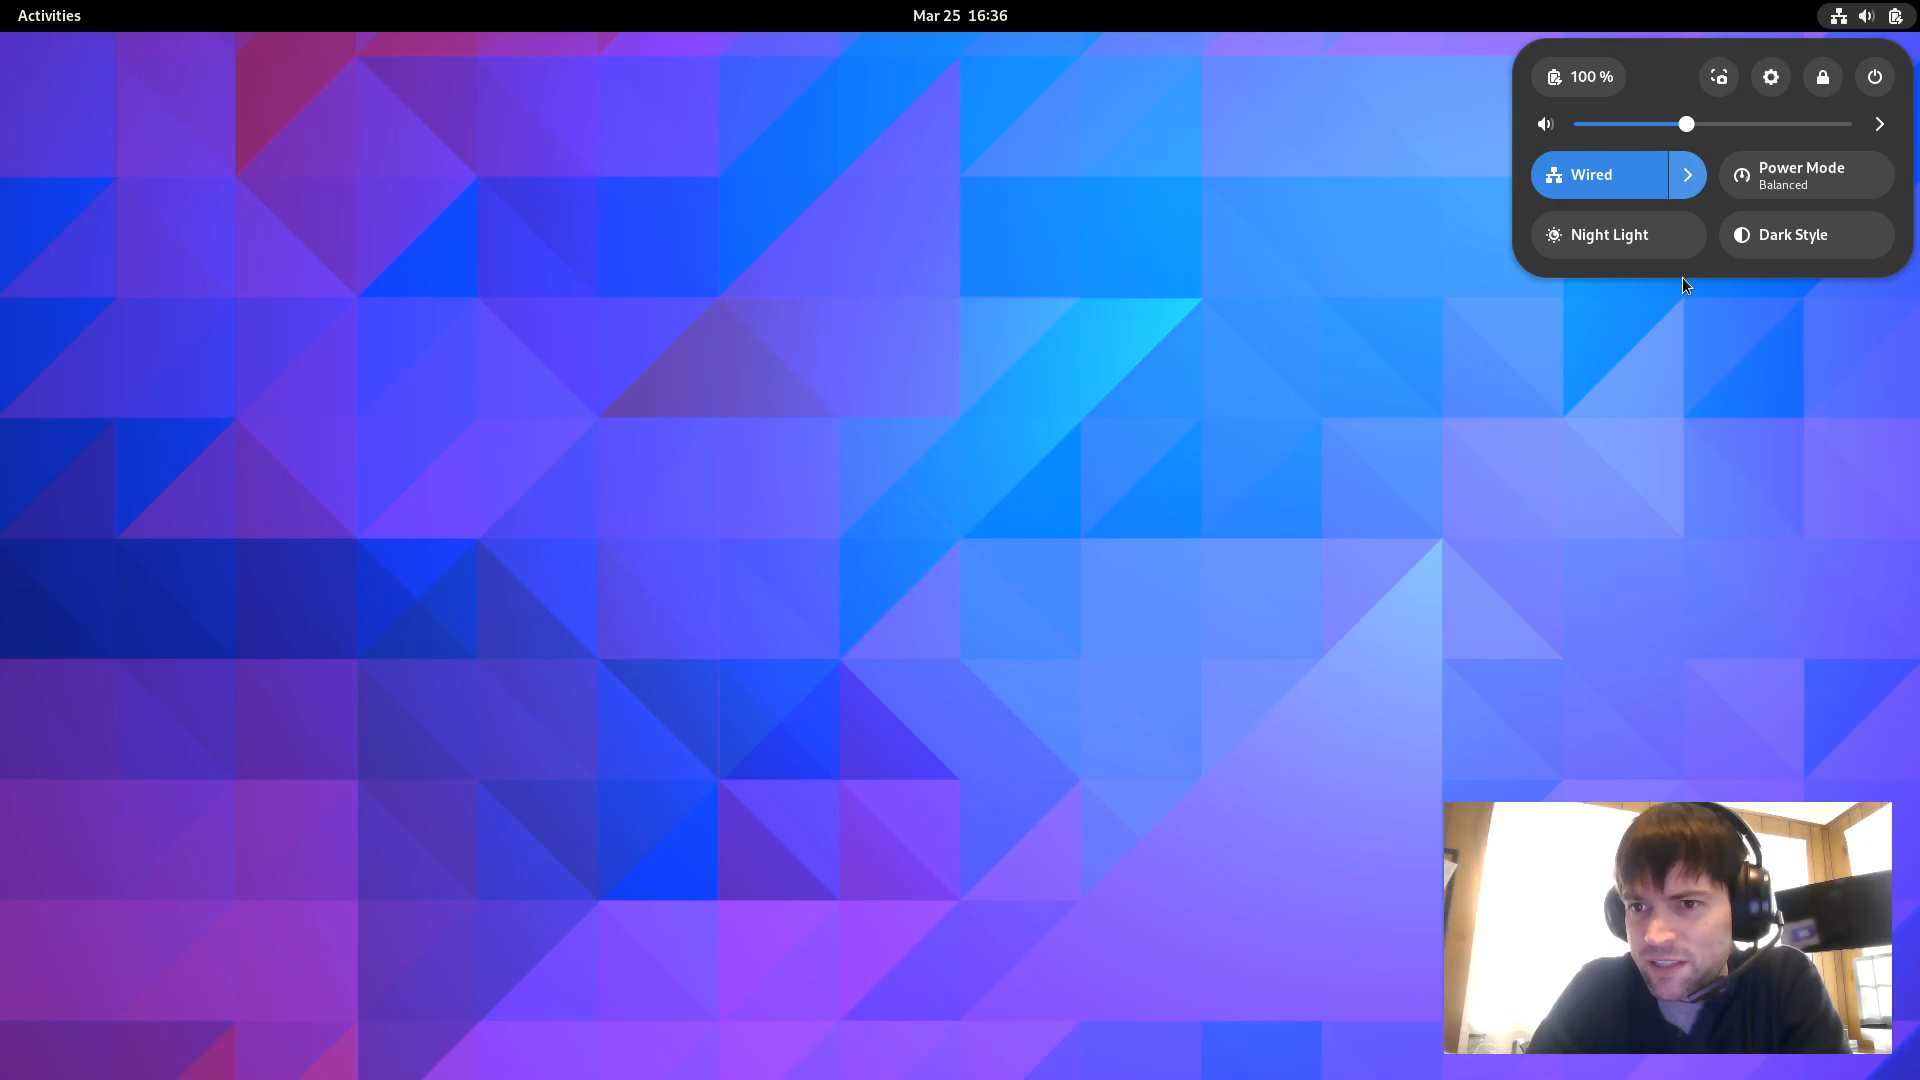 Activities
Mar 25 16:36
100 %
Wired
Power Mode
Balanced
Night Light
Dark Style